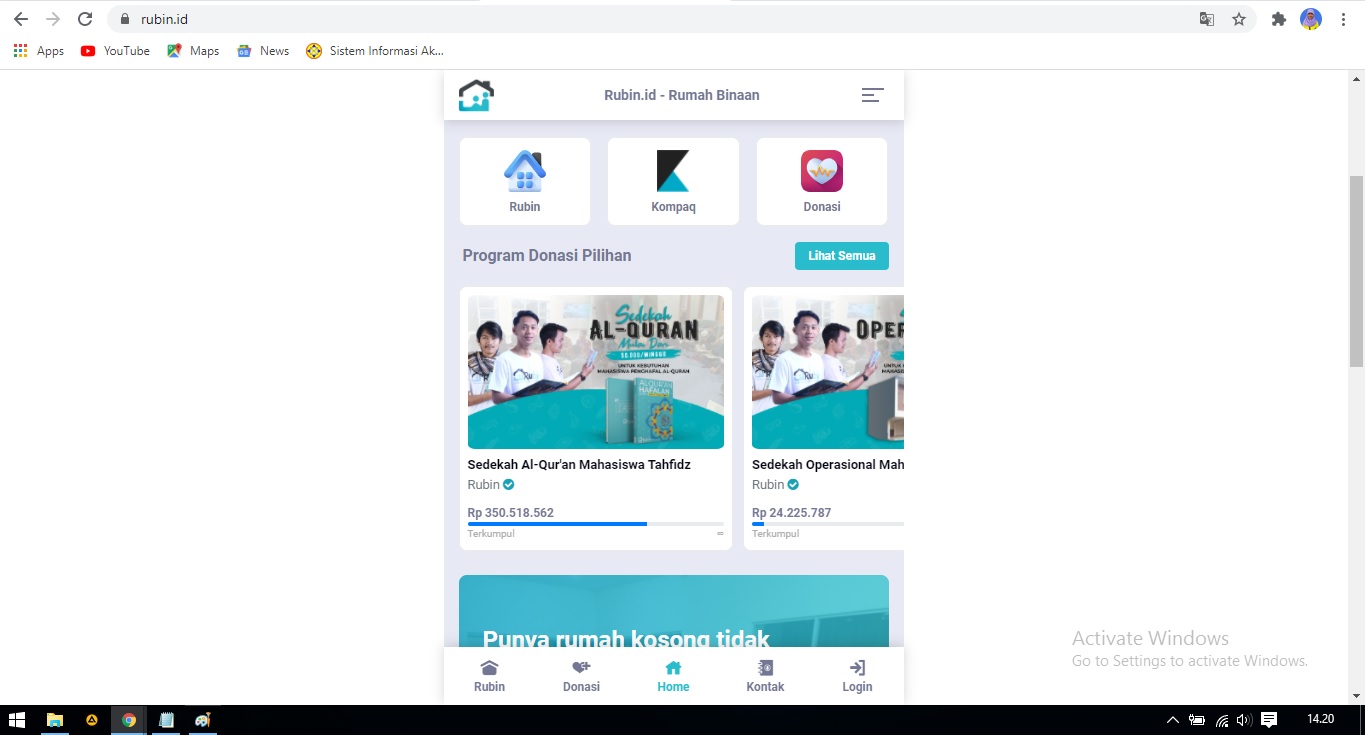 rubin.id
Apps YouTube Maps News Sistem Informasi Ak...
Rubin.id - Rumah Binaan
Rubin Kompaq Donasi
Program Donasi Pilihan
Lihat Semua
Sedekah
AL-QURAN
Mulai Dari
10.000/MINGGU
UNTUK KEBUTUHAN
MAHASISWA PENGHAFAL AL-QURAN
ALQUR'AN
HAFALAN
Sedekah Al-Qur'an Mahasiswa Tahfidz
Rubin
Rp 350.518.562
Terkumpul ∞
Sedekah
OPER
Sedekah Operasional Mah
Rubin
Rp 24.225.787
Terkumpul
Punya rumah kosong tidak
Rubin Donasi Home Kontak Login
Activate Windows
Go to Settings to activate Windows.
14.20